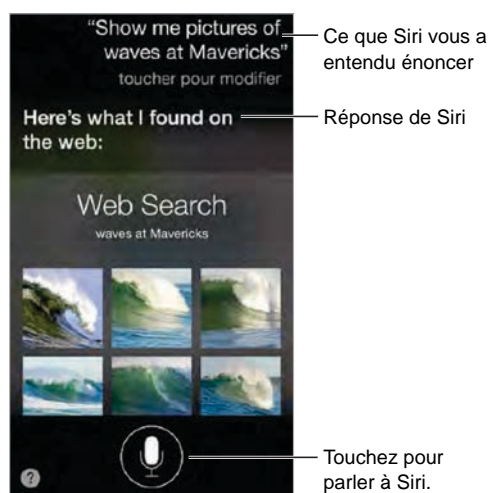 “Show me pictures of
waves at Mavericks”
toucher pour modifier
Ce que Siri vous a
entendu énoncer
Here’s what I found on
the web:
Réponse de Siri
Web Search
waves at Mavericks
?
Touchez pour
parler à Siri.